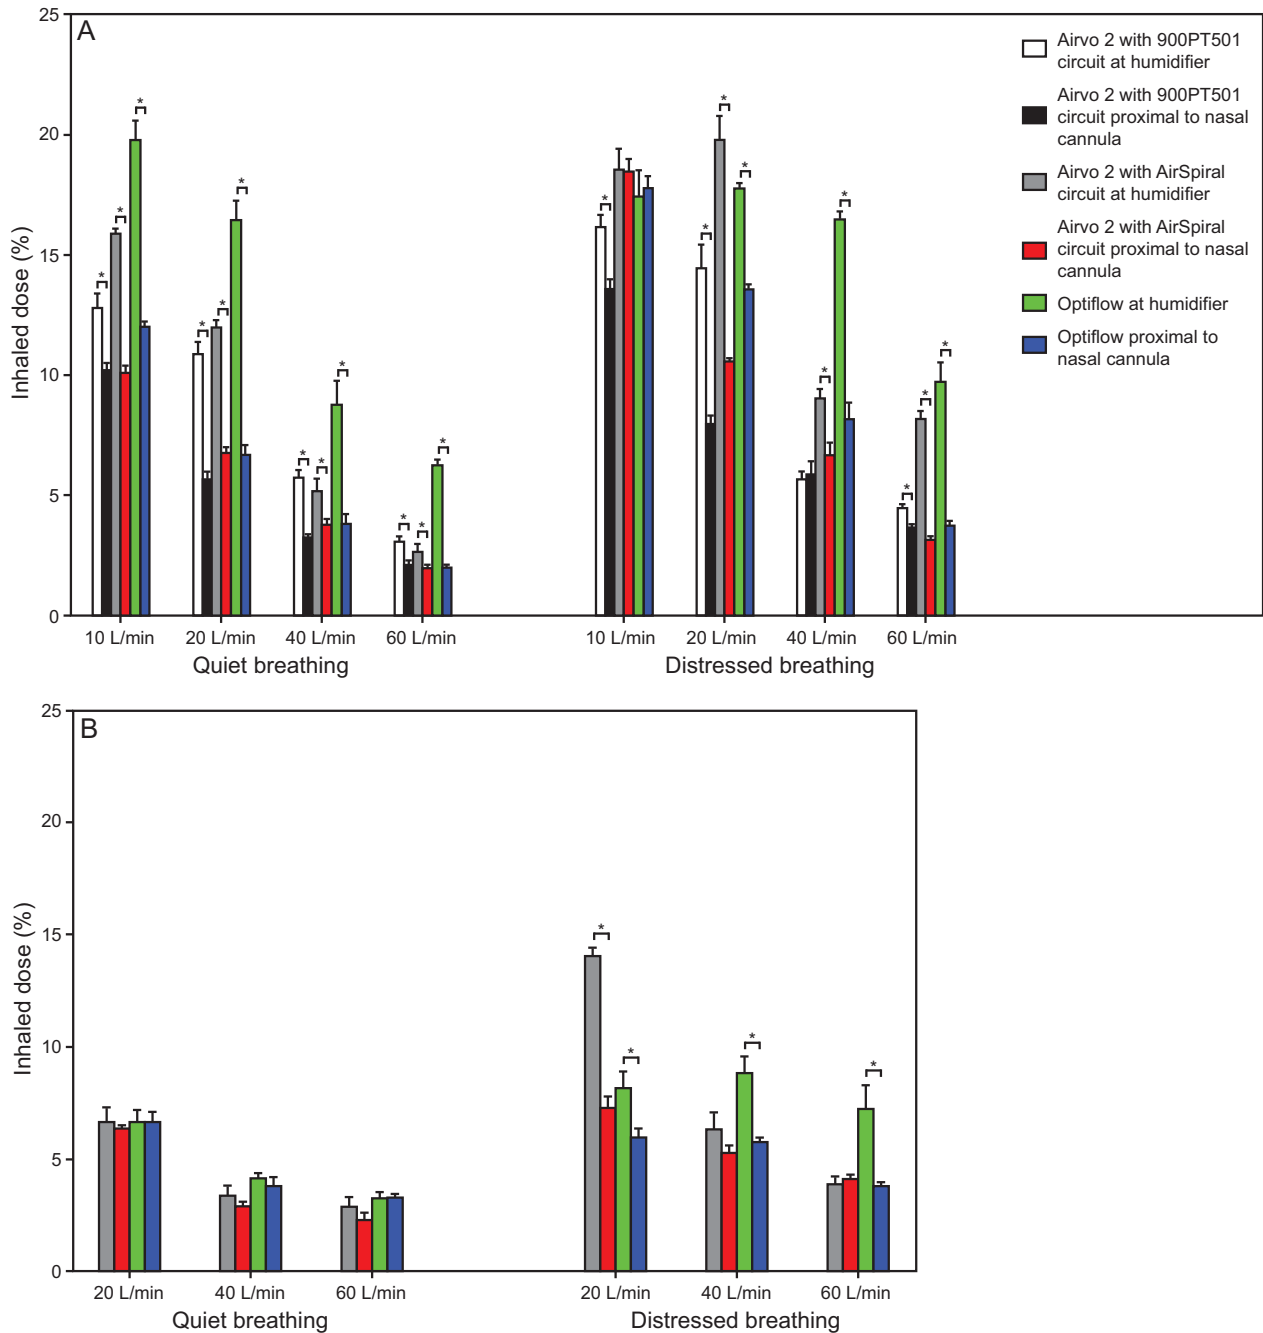 A
25
20
15
10
5
0
Inhaled dose (%)
* * * * * * * * * * * *
* * * * * * * * * *
10 L/min 20 L/min 40 L/min 60 L/min
10 L/min 20 L/min 40 L/min 60 L/min
Quiet breathing
Distressed breathing
Airvo 2 with 900PT501
circuit at humidifier
Airvo 2 with 900PT501
circuit proximal to nasal
cannula
Airvo 2 with AirSpiral
circuit at humidifier
Airvo 2 with AirSpiral
circuit proximal to nasal
cannula
Optiflow at humidifier
Optiflow proximal to
nasal cannula
B
25
20
15
10
5
0
Inhaled dose (%)
* * * *
20 L/min 40 L/min 60 L/min
20 L/min 40 L/min 60 L/min
Quiet breathing
Distressed breathing